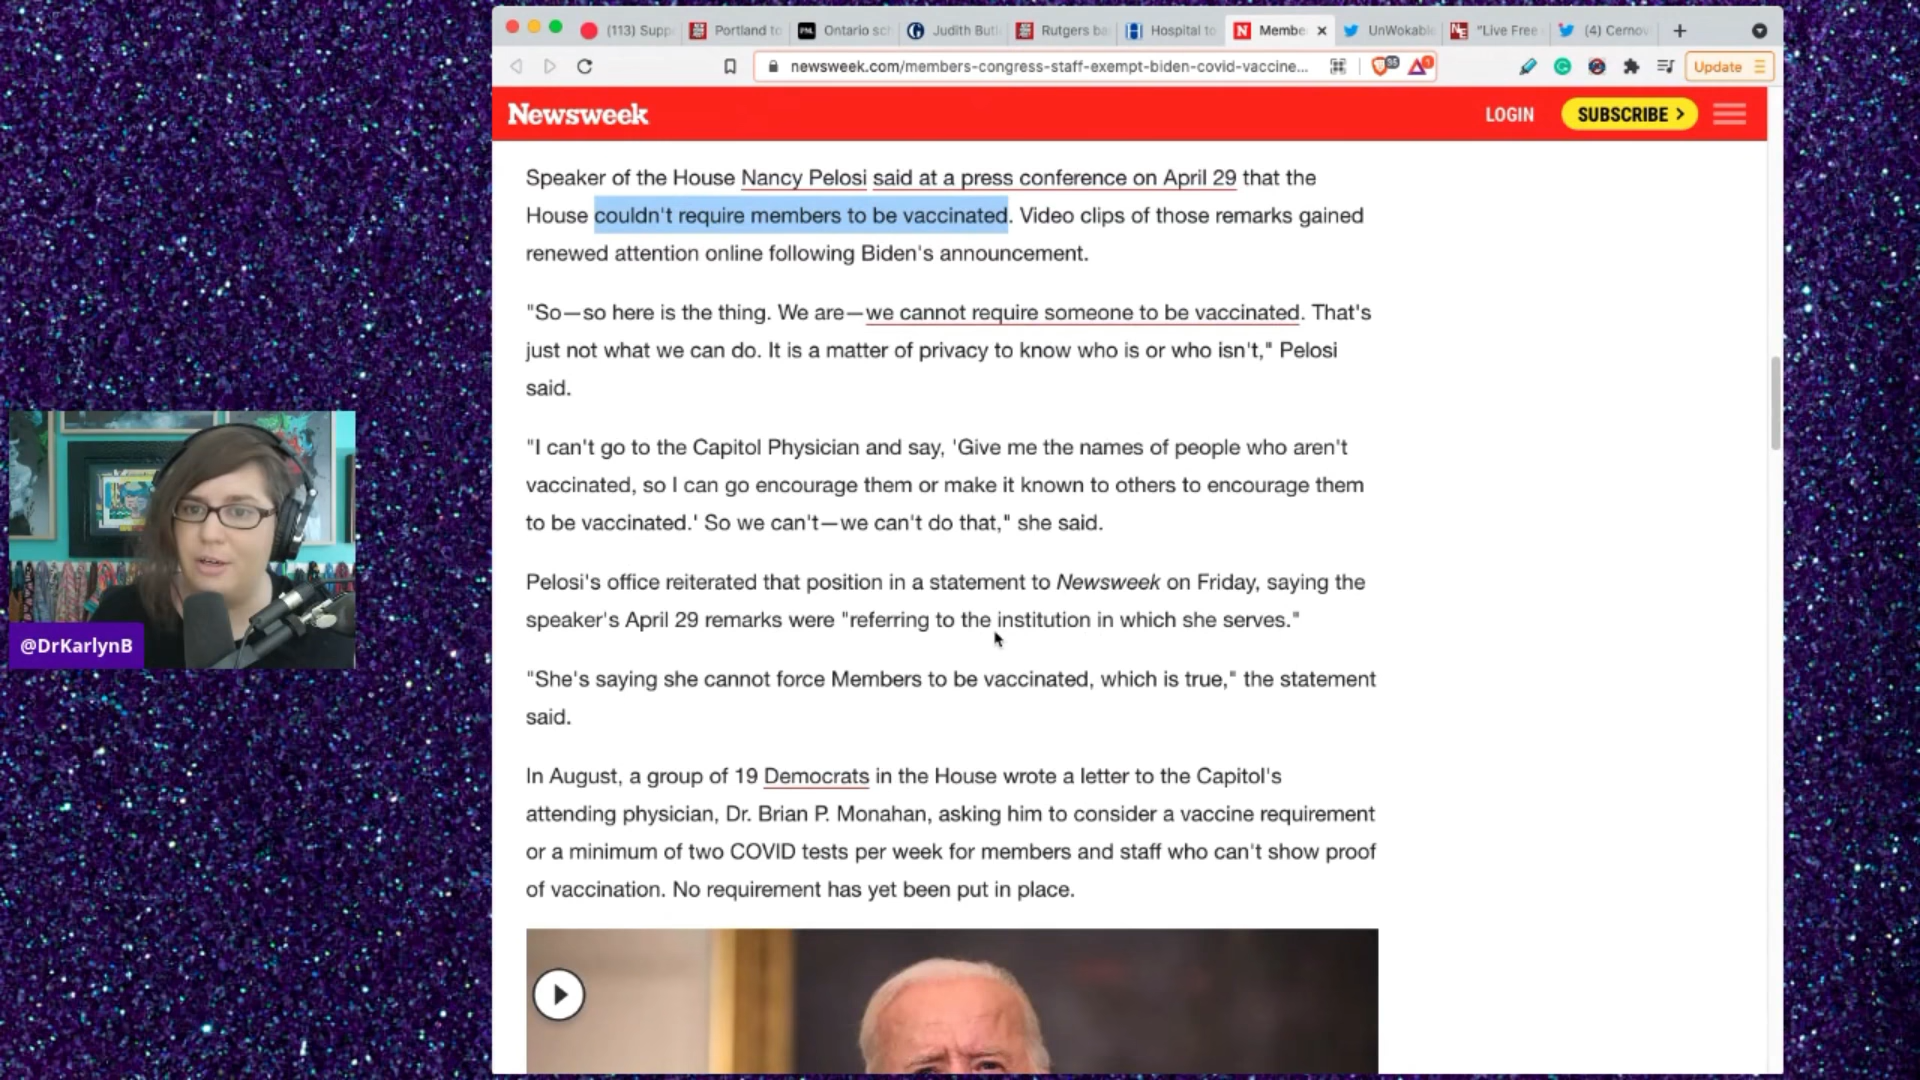 (113) Supp
Portland to
Ontario sch
Judith Butl
Rutgers ba
Hospital to
Membe
UnWokable
"Live Free
(4) Cernov
newsweek.com/members-congress-staff-exempt-biden-covid-vaccine...
95
1
Update
Newsweek
LOGIN
SUBSCRIBE >
Speaker of the House Nancy Pelosi said at a press conference on April 29 that the
House couldn't require members to be vaccinated. Video clips of those remarks gained
renewed attention online following Biden's announcement.
"So—so here is the thing. We are—we cannot require someone to be vaccinated. That's
just not what we can do. It is a matter of privacy to know who is or who isn't," Pelosi
said.
"I can't go to the Capitol Physician and say, 'Give me the names of people who aren't
vaccinated, so I can go encourage them or make it known to others to encourage them
to be vaccinated.' So we can't—we can't do that," she said.
Pelosi's office reiterated that position in a statement to Newsweek on Friday, saying the
speaker's April 29 remarks were "referring to the institution in which she serves."
"She's saying she cannot force Members to be vaccinated, which is true," the statement
said.
In August, a group of 19 Democrats in the House wrote a letter to the Capitol's
attending physician, Dr. Brian P. Monahan, asking him to consider a vaccine requirement
or a minimum of two COVID tests per week for members and staff who can't show proof
of vaccination. No requirement has yet been put in place.
@DrKarlynB